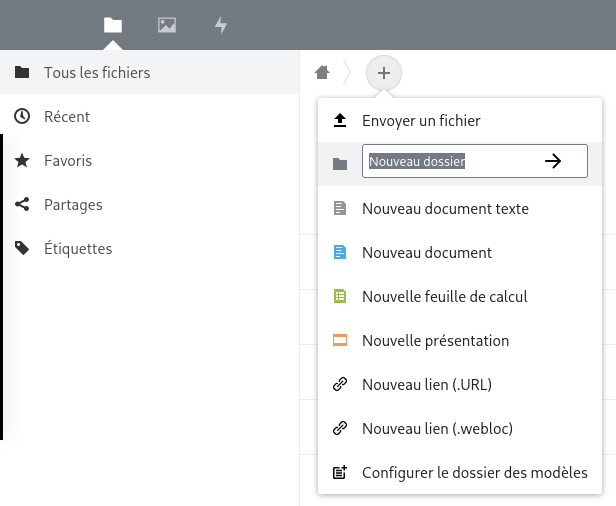 Tous les fichiers
Récent
Favoris
Partages
Étiquettes
Envoyer un fichier
Nouveau dossier
Nouveau document texte
Nouveau document
Nouvelle feuille de calcul
Nouvelle présentation
Nouveau lien (.URL)
Nouveau lien (.webloc)
Configurer le dossier des modèles